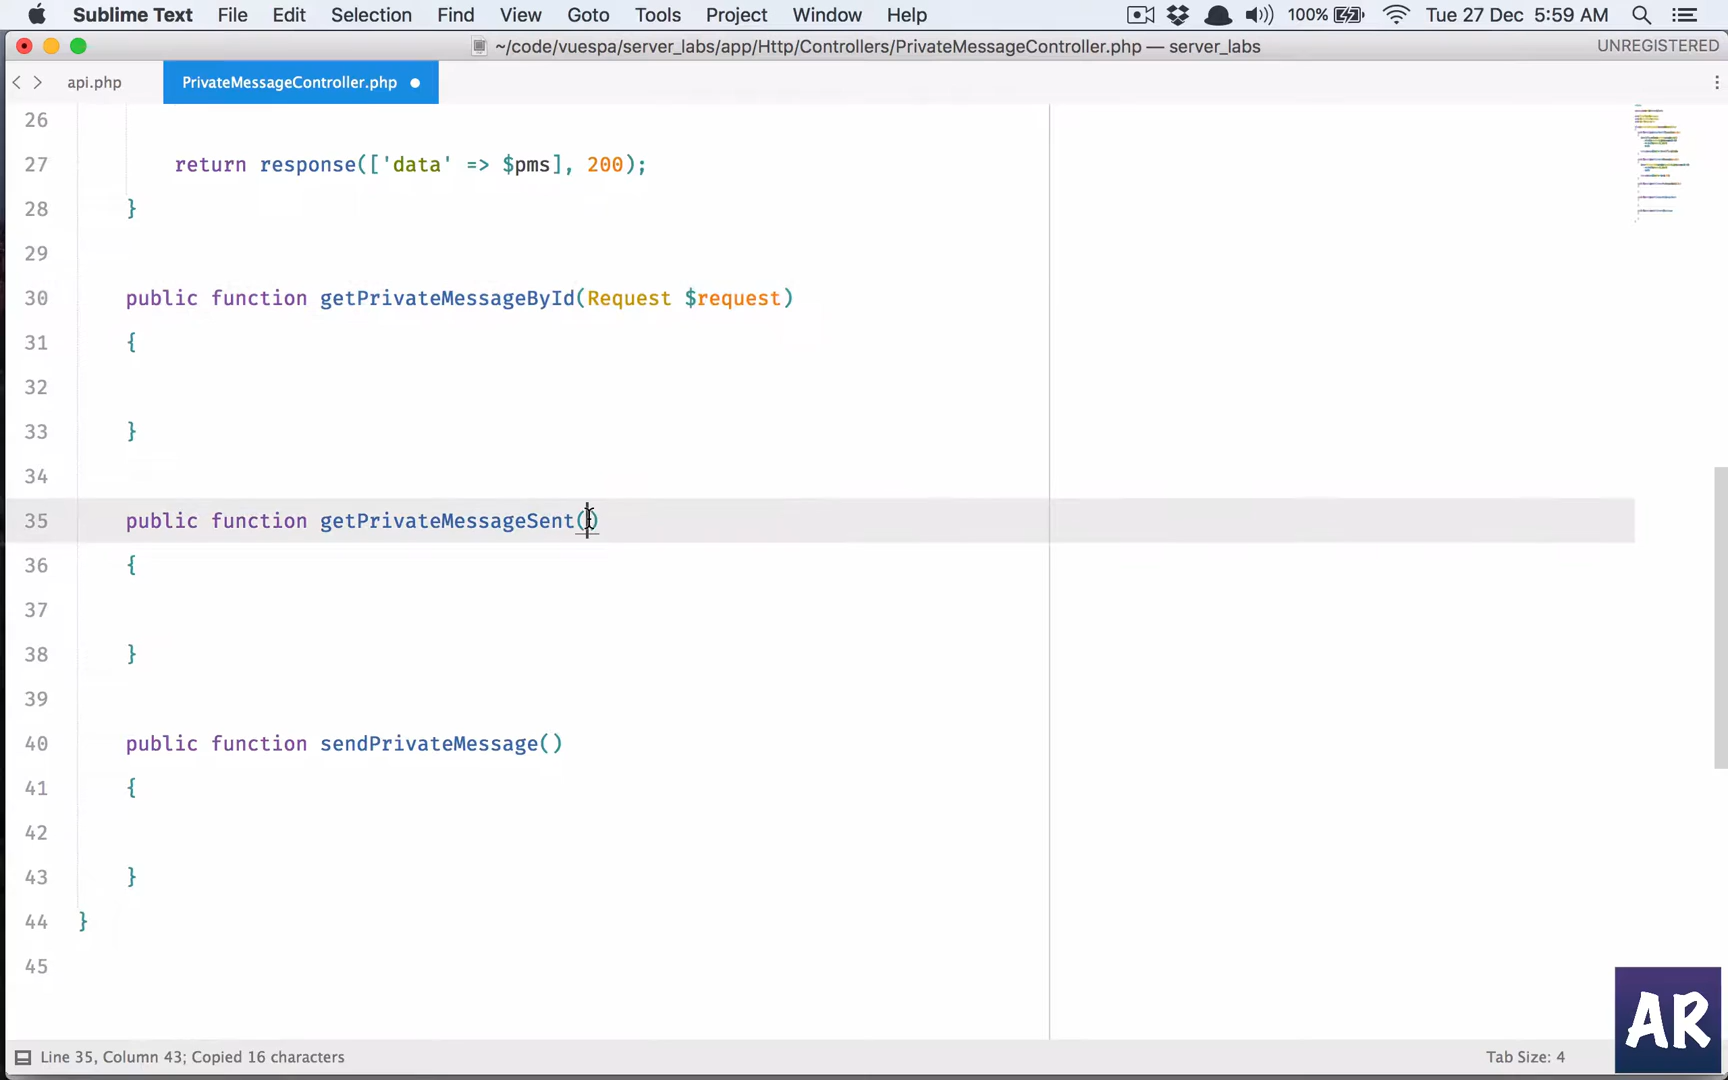 Sublime Text File Edit Selection Find View Goto Tools Project Window Help 100% Tue 27 Dec 5:59 AM
~/code/vuespa/server_labs/app/Http/Controllers/PrivateMessageController.php — server_labs UNREGISTERED
api.php PrivateMessageController.php
26
27 return response(['data' => $pms], 200);
28 }
29
30 public function getPrivateMessageById(Request $request)
31 {
32
33 }
34
35 public function getPrivateMessageSent()
36 {
37
38 }
39
40 public function sendPrivateMessage()
41 {
42
43 }
44 }
45
AR
Line 35, Column 43; Copied 16 characters Tab Size: 4